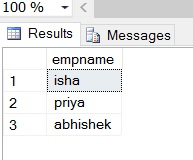 100 %
Results Messages
empname
1 isha
2 priya
3 abhishek